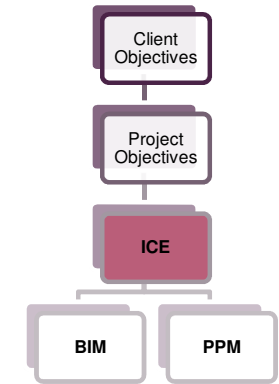 Client
Objectives
Project
Objectives
ICE
BIM
PPM